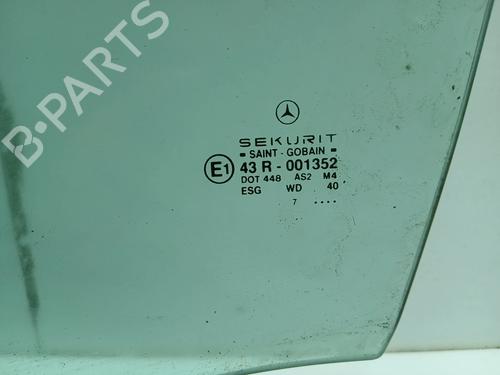 B-PARTS
SEKURIT
SAINT-GOBAIN
E1 43 R - 001352
DOT 448 AS2 M4
ESG WD 40
7 ....